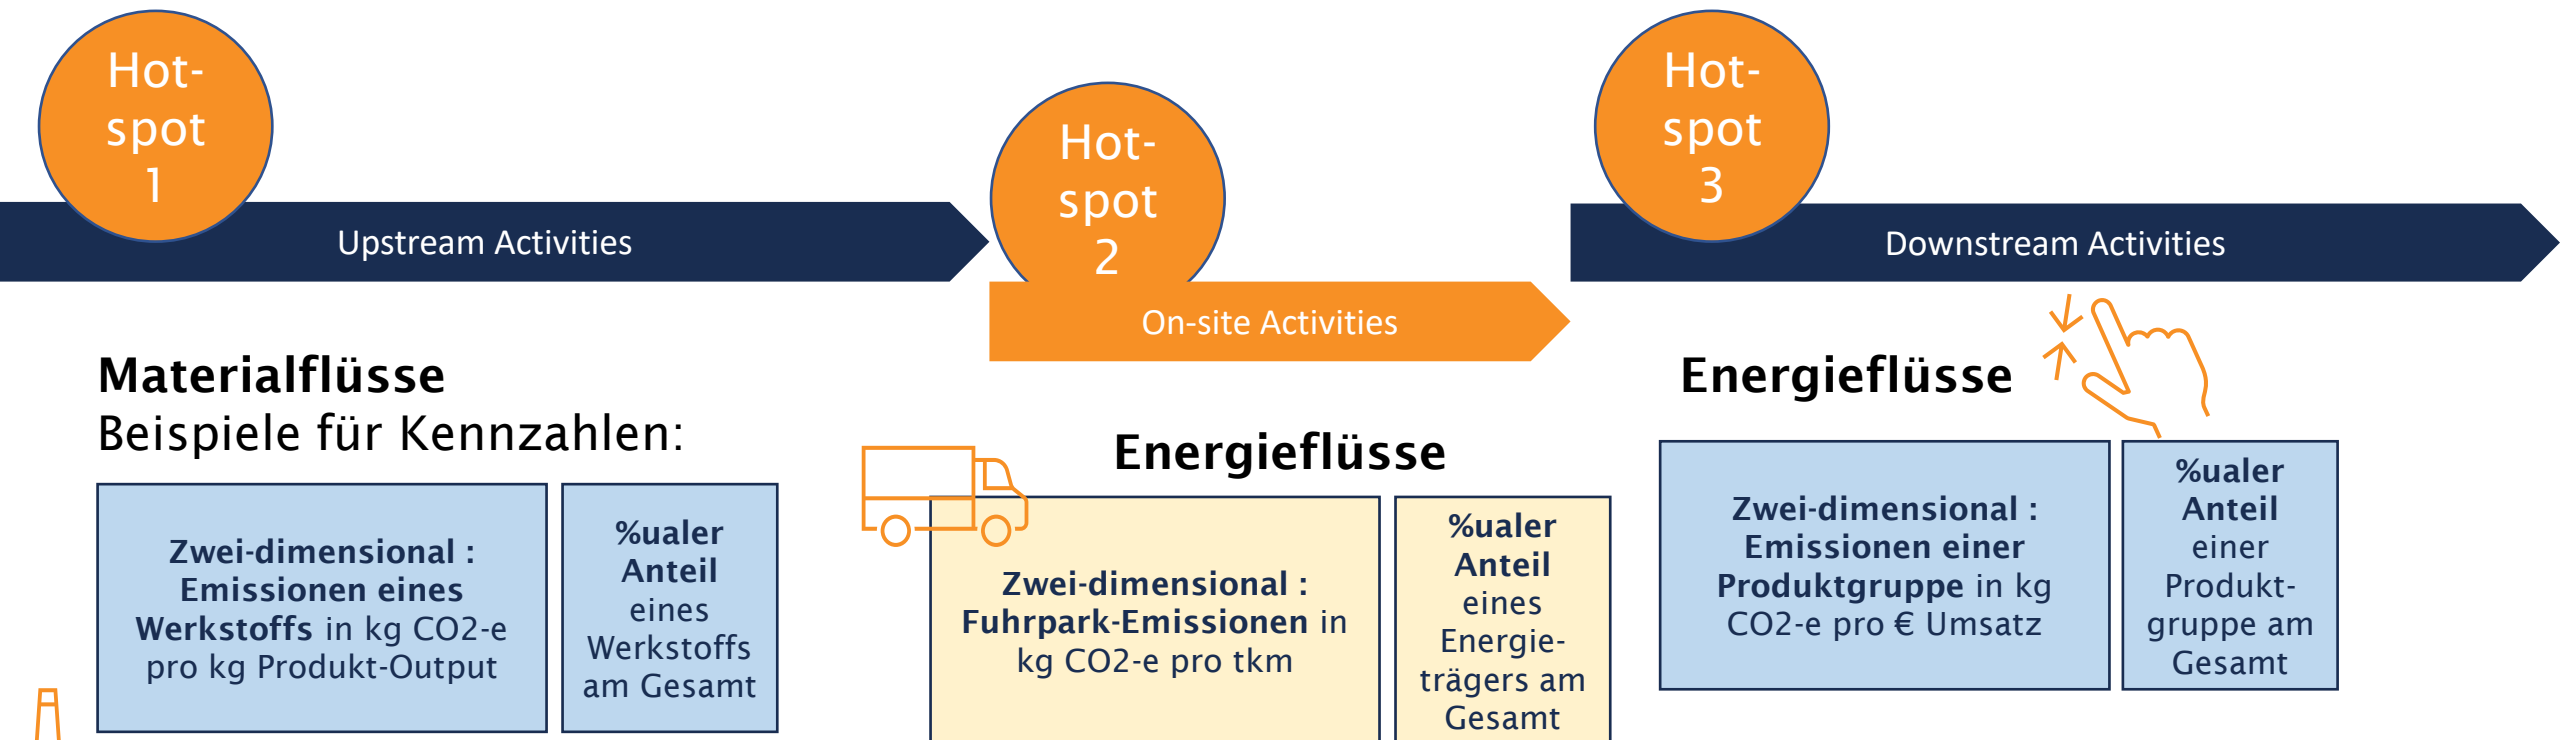 Hot-
spot
1
Upstream Activities
Hot-
spot
2
On-site Activities
Hot-
spot
3
Downstream Activities
Materialflüsse
Beispiele für Kennzahlen:
Zwei-dimensional :
Emissionen eines
Werkstoffs in kg CO2-e
pro kg Produkt-Output
%ualer
Anteil
eines
Werkstoffs
am Gesamt
Energieflüsse
Zwei-dimensional :
Fuhrpark-Emissionen in
kg CO2-e pro tkm
%ualer
Anteil
eines
Energie-
trägers am
Gesamt
Energieflüsse
Zwei-dimensional :
Emissionen einer
Produktgruppe in kg
CO2-e pro € Umsatz
%ualer
Anteil
einer
Produkt-
gruppe am
Gesamt